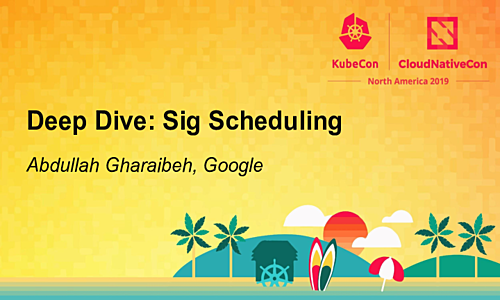 KubeCon
CloudNativeCon
North America 2019
Deep Dive: Sig Scheduling
Abdullah Gharaibeh, Google